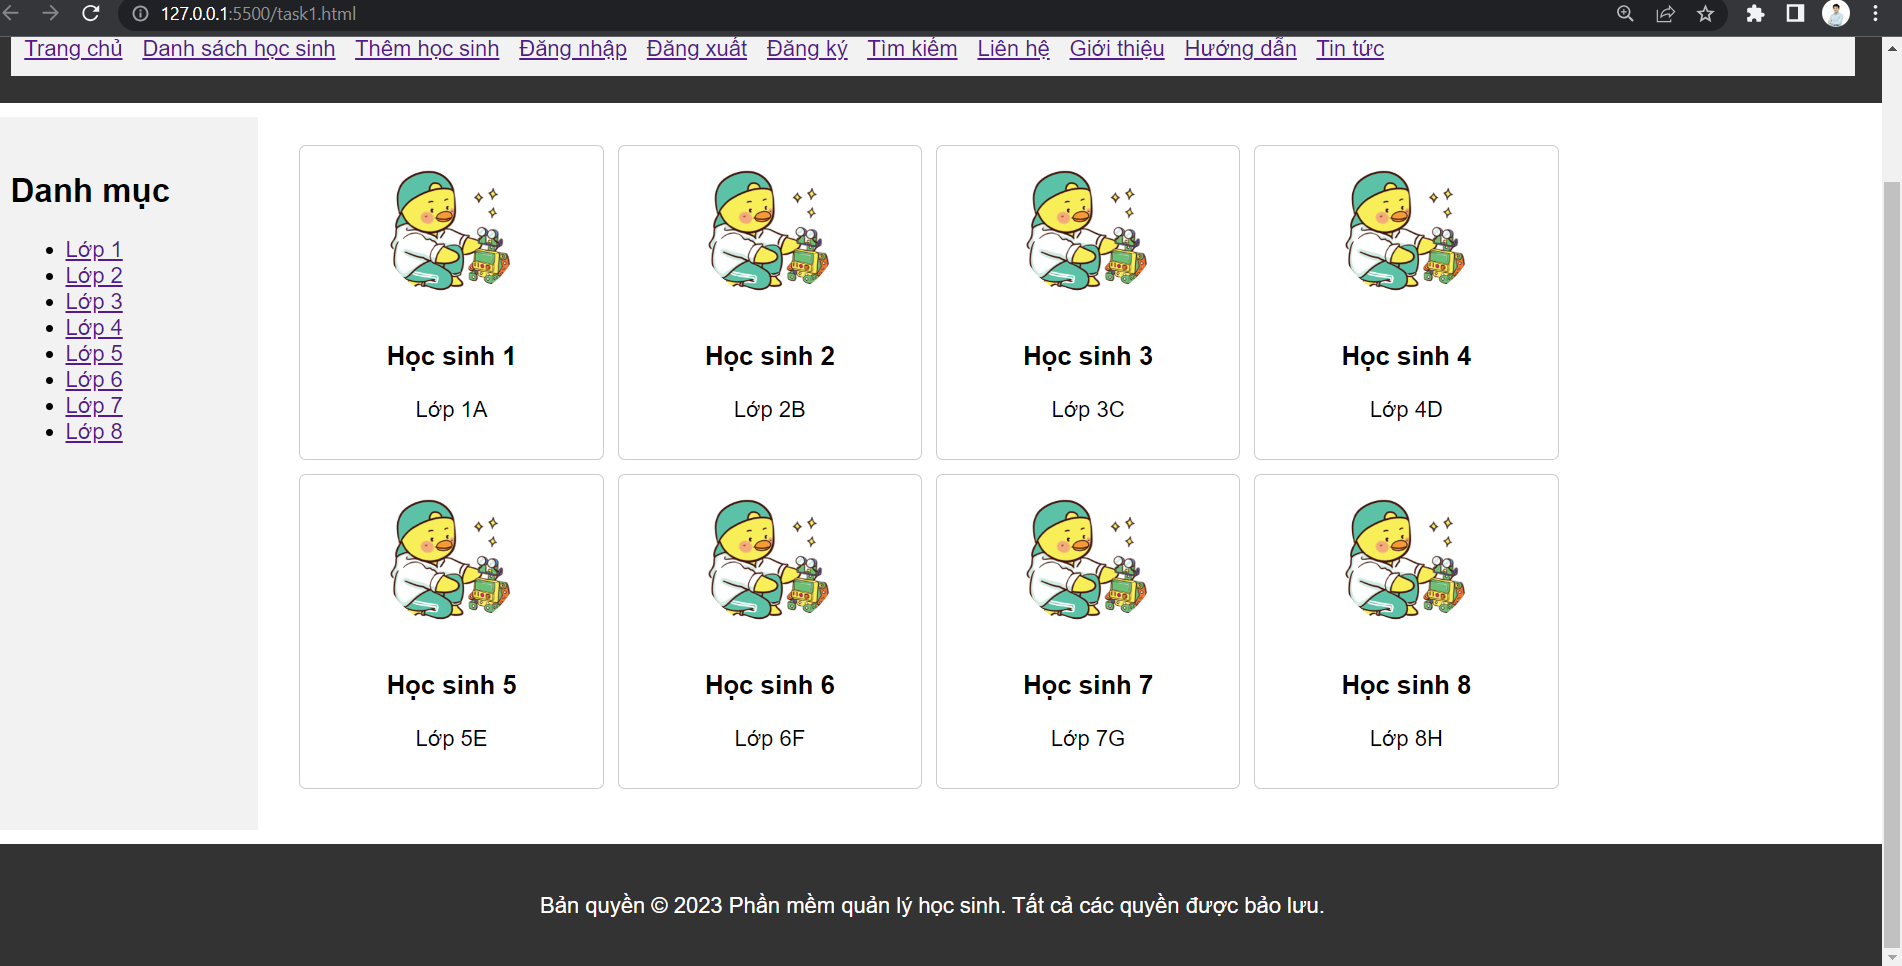 127.0.0.1:5500/task1.html
Trang chủ Danh sách học sinh Thêm học sinh Đăng nhập Đăng xuất Đăng ký Tìm kiếm Liên hệ Giới thiệu Hướng dẫn Tin tức
Danh mục
Lớp 1
Lớp 2
Lớp 3
Lớp 4
Lớp 5
Lớp 6
Lớp 7
Lớp 8
Học sinh 1 Học sinh 2 Học sinh 3 Học sinh 4
Lớp 1A Lớp 2B Lớp 3C Lớp 4D
Học sinh 5 Học sinh 6 Học sinh 7 Học sinh 8
Lớp 5E Lớp 6F Lớp 7G Lớp 8H
Bản quyền © 2023 Phần mềm quản lý học sinh. Tất cả các quyền được bảo lưu.